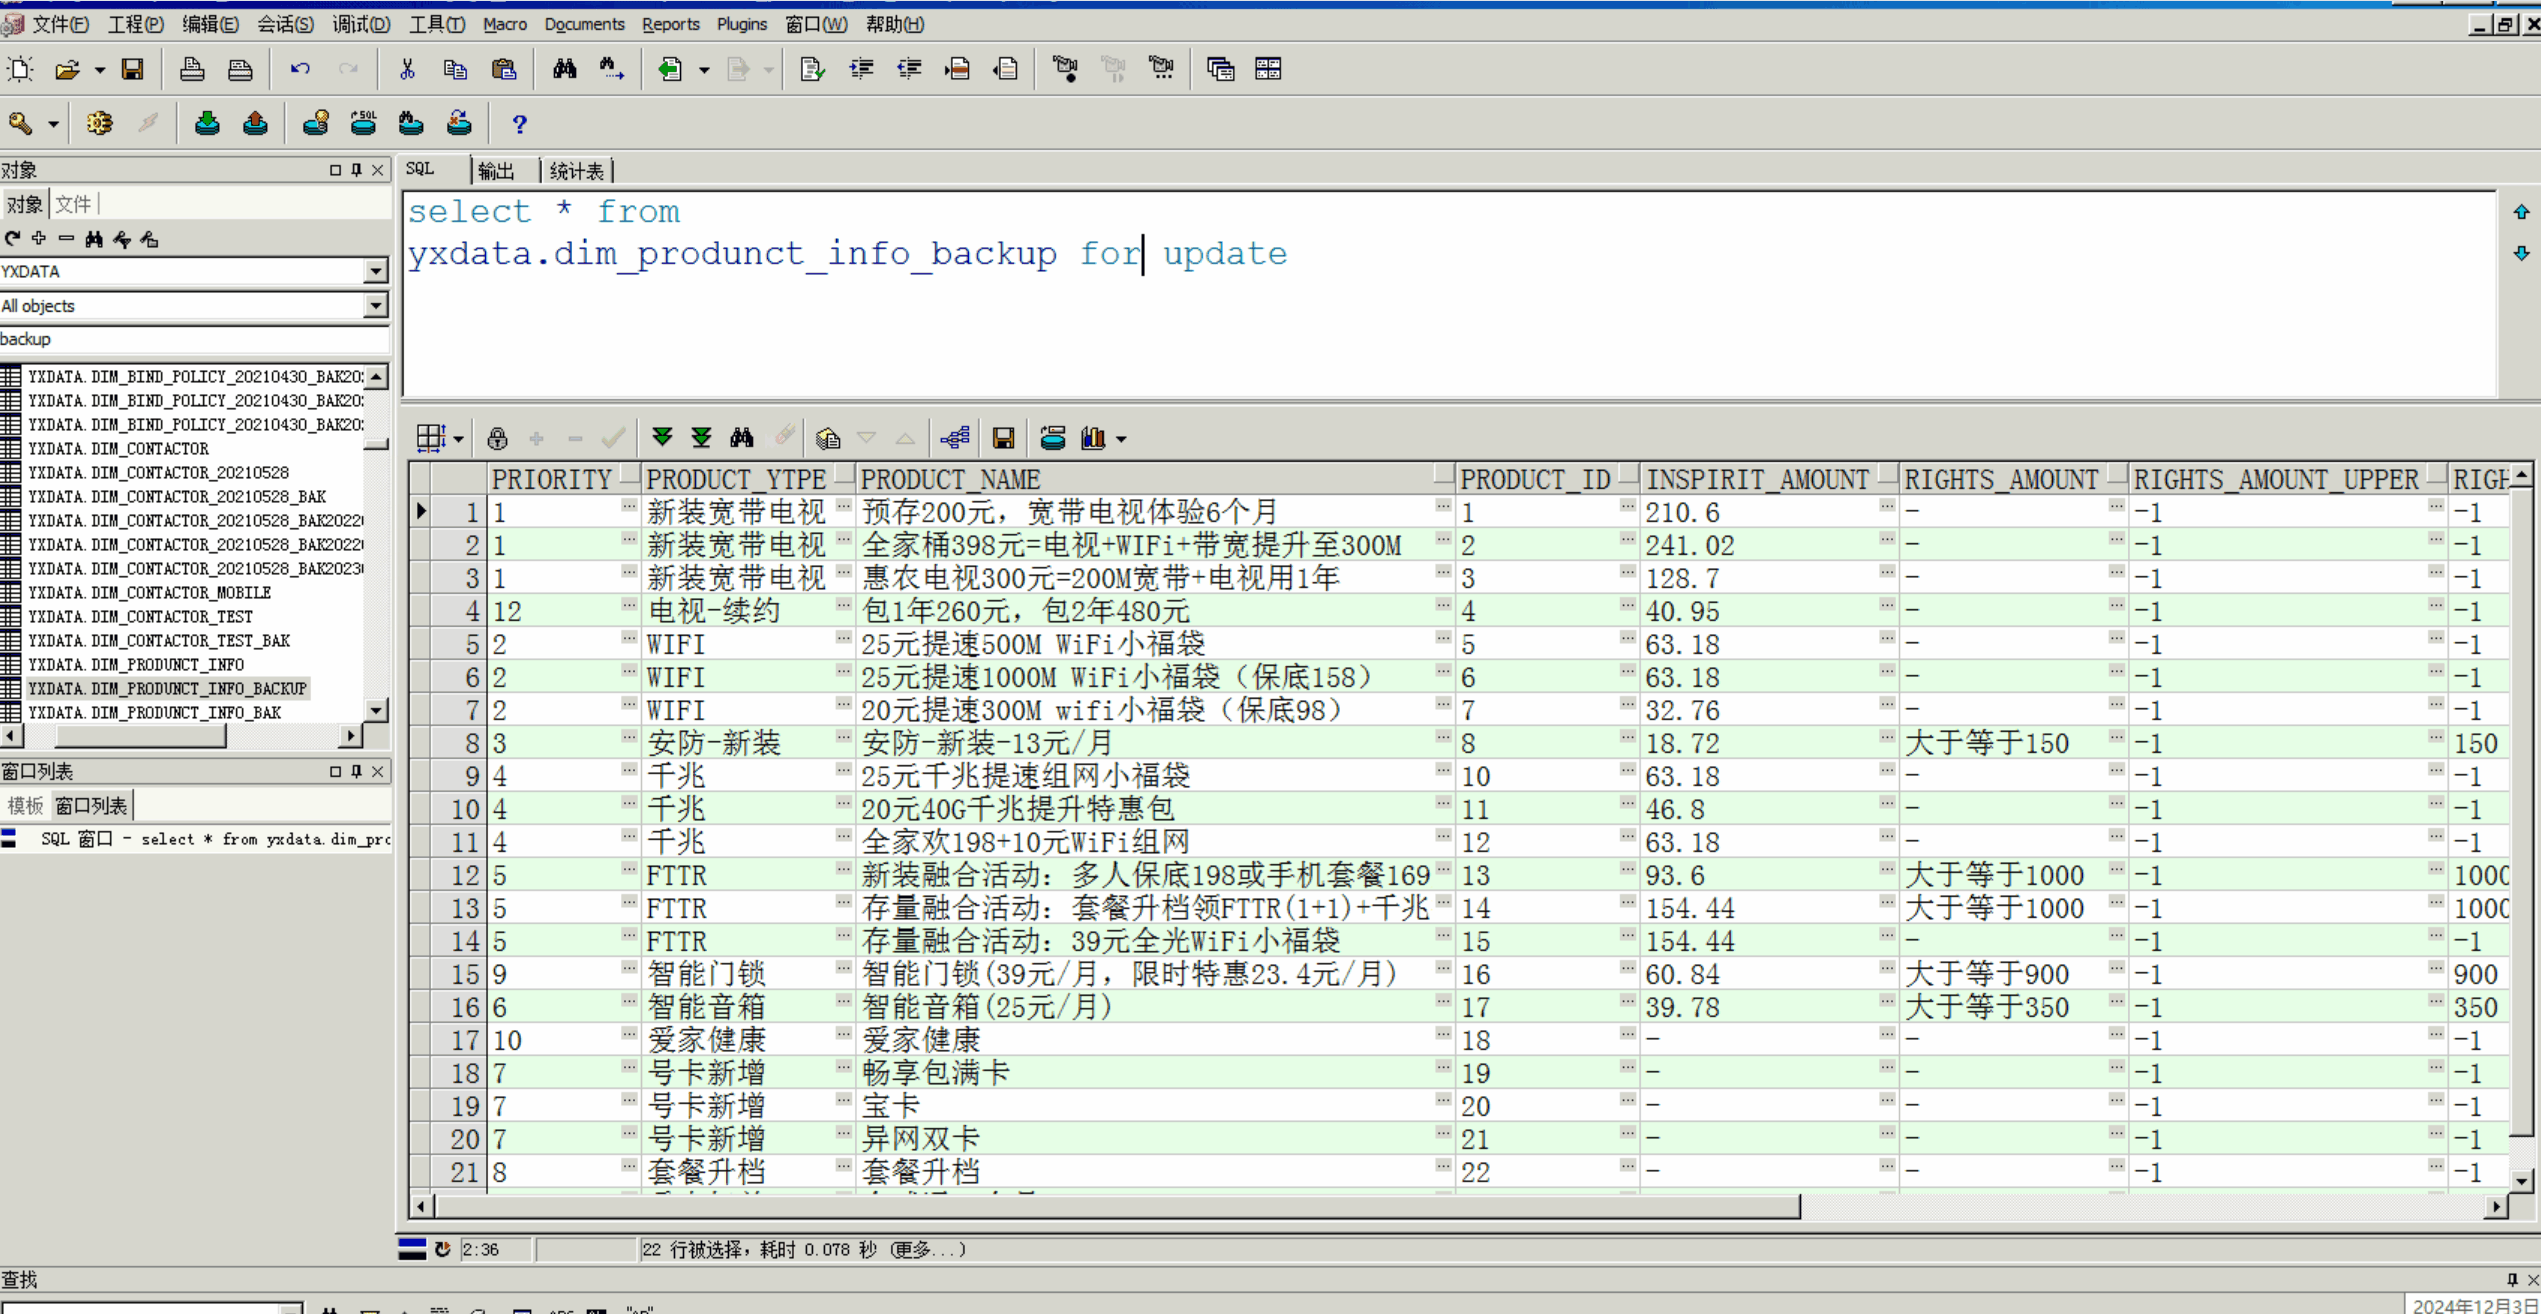 文件(F) 工程(P) 编辑(E) 会话(S) 调试(D) 工具(T) Macro Documents Reports Plugins 窗口(W) 帮助(H)
对象
对象 文件
YXDATA
All objects
backup
YXDATA.DIM_BIND_POLICY_20210430_BAK20
YXDATA.DIM_BIND_POLICY_20210430_BAK20
YXDATA.DIM_BIND_POLICY_20210430_BAK20
YXDATA.DIM_CONTACTOR
YXDATA.DIM_CONTACTOR_20210528
YXDATA.DIM_CONTACTOR_20210528_BAK
YXDATA.DIM_CONTACTOR_20210528_BAK2022
YXDATA.DIM_CONTACTOR_20210528_BAK2022
YXDATA.DIM_CONTACTOR_20210528_BAK2023
YXDATA.DIM_CONTACTOR_MOBILE
YXDATA.DIM_CONTACTOR_TEST
YXDATA.DIM_CONTACTOR_TEST_BAK
YXDATA.DIM_PRODUNCT_INFO
YXDATA.DIM_PRODUNCT_INFO_BACKUP
YXDATA.DIM_PRODUNCT_INFO_BAK
窗口列表
模板 窗口列表
SQL 窗口 - select * from yxdata.dim_prc
SQL 输出 统计表
select * from
yxdata.dim_produnct_info_backup for update
PRIORITY PRODUCT_YTPE PRODUCT_NAME PRODUCT_ID INSPIRIT_AMOUNT RIGHTS_AMOUNT RIGHTS_AMOUNT_UPPER RIGH
1 1 新装宽带电视 预存200元，宽带电视体验6个月 1 210.6 - -1 -1
2 1 新装宽带电视 全家桶398元=电视+WIFi+带宽提升至300M 2 241.02 - -1 -1
3 1 新装宽带电视 惠农电视300元=200M宽带+电视用1年 3 128.7 - -1 -1
4 12 电视-续约 包1年260元，包2年480元 4 40.95 - -1 -1
5 2 WIFI 25元提速500M WiFi小福袋 5 63.18 - -1 -1
6 2 WIFI 25元提速1000M WiFi小福袋（保底158） 6 63.18 - -1 -1
7 2 WIFI 20元提速300M wifi小福袋（保底98） 7 32.76 - -1 -1
8 3 安防-新装 安防-新装-13元/月 8 18.72 大于等于150 -1 150
9 4 千兆 25元千兆提速组网小福袋 10 63.18 - -1 -1
10 4 千兆 20元40G千兆提升特惠包 11 46.8 - -1 -1
11 4 千兆 全家欢198+10元WiFi组网 12 63.18 - -1 -1
12 5 FTTR 新装融合活动：多人保底198或手机套餐169 13 93.6 大于等于1000 -1 1000
13 5 FTTR 存量融合活动：套餐升档领FTTR(1+1)+千兆 14 154.44 大于等于1000 -1 1000
14 5 FTTR 存量融合活动：39元全光WiFi小福袋 15 154.44 - -1 -1
15 9 智能门锁 智能门锁(39元/月，限时特惠23.4元/月) 16 60.84 大于等于900 -1 900
16 6 智能音箱 智能音箱(25元/月) 17 39.78 大于等于350 -1 350
17 10 爱家健康 爱家健康 18 - - -1 -1
18 7 号卡新增 畅享包满卡 19 - - -1 -1
19 7 号卡新增 宝卡 20 - - -1 -1
20 7 号卡新增 异网双卡 21 - - -1 -1
21 8 套餐升档 套餐升档 22 - - -1 -1
2:36 22 行被选择，耗时 0.078 秒 (更多...)
查找
2024年12月3日